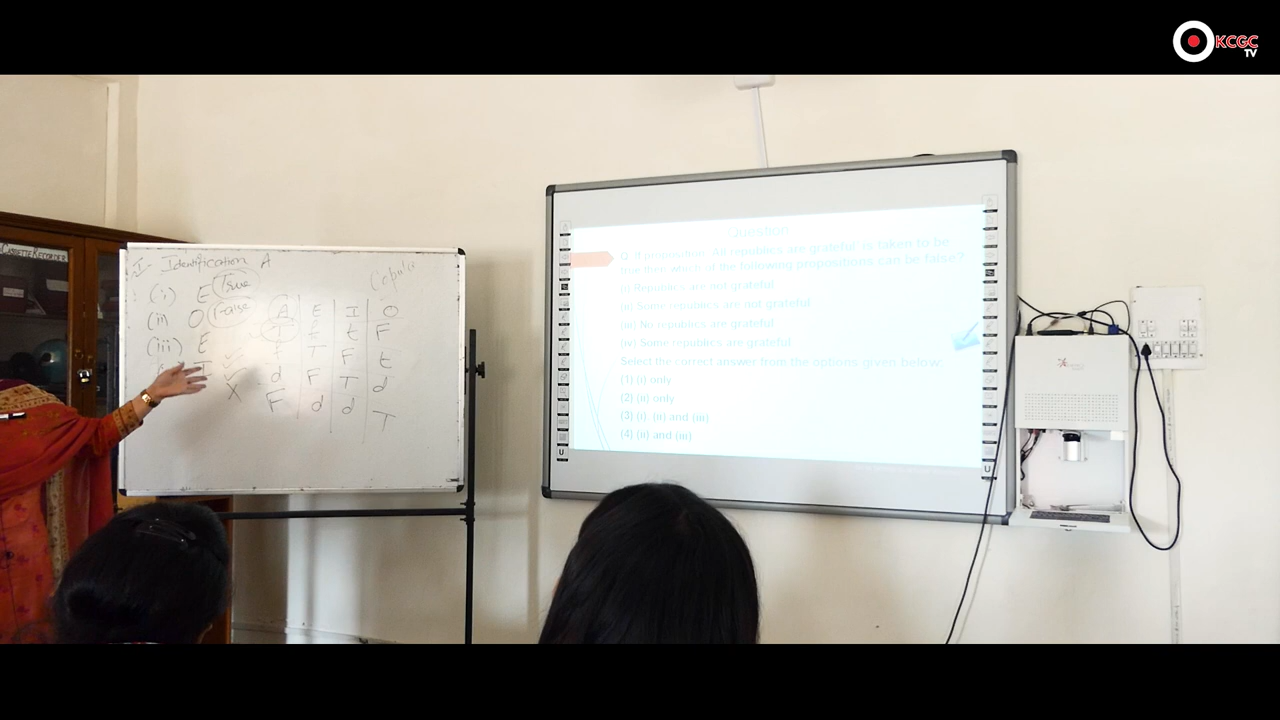 KCGC
TV
CASSETTE RECORDER
I- Identification A
(i) E True
(ii) O False
(iii) E
X
Copula
A E I O
t F
T F t
d F T d
F d d T
Question
Q. If proposition 'All republics are grateful' is taken to be
true then which of the following propositions can be false?
(i) Republics are not grateful
(ii) Some republics are not grateful
(iii) No republics are grateful
(iv) Some republics are grateful
Select the correct answer from the options given below:
(1) (i) only
(2) (ii) only
(3) (i), (ii) and (iii)
(4) (ii) and (iii)